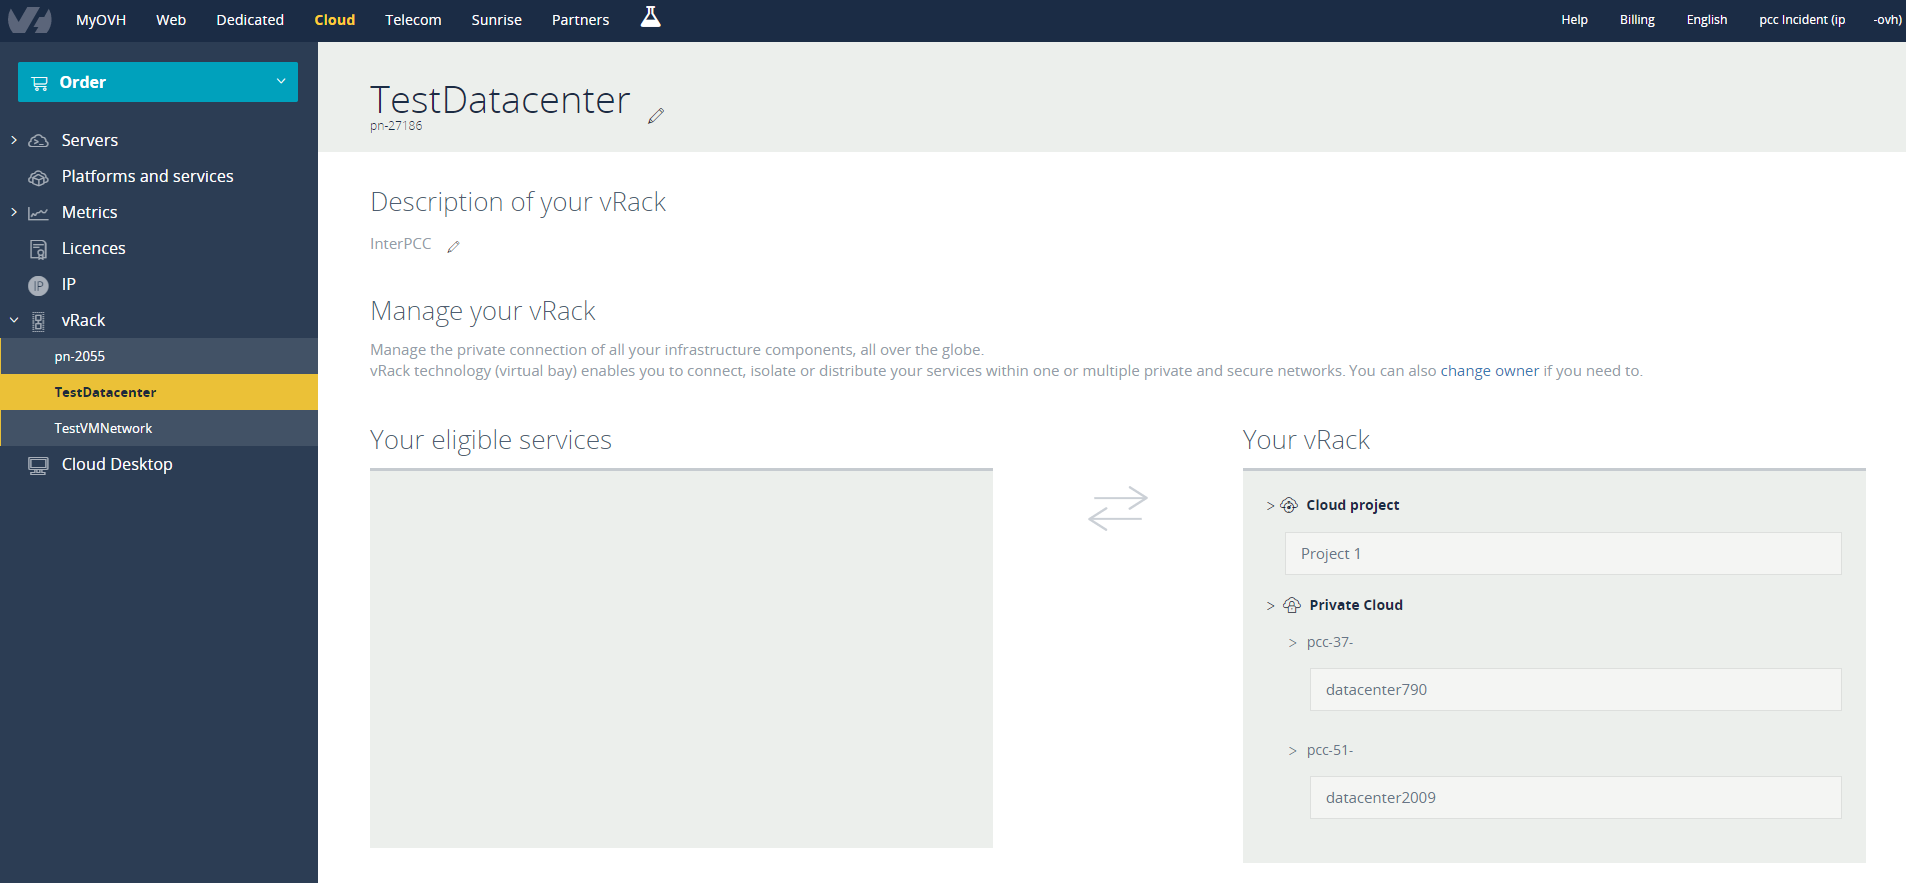 MyOVH Web Dedicated Cloud Telecom Sunrise Partners Help Billing English pcc Incident (ip -ovh)
Order
Servers
Platforms and services
Metrics
Licences
IP IP
vRack
pn-2055
TestDatacenter
TestVMNetwork
Cloud Desktop
TestDatacenter
pn-27186
Description of your vRack
InterPCC
Manage your vRack
Manage the private connection of all your infrastructure components, all over the globe.
vRack technology (virtual bay) enables you to connect, isolate or distribute your services within one or multiple private and secure networks. You can also change owner if you need to.
Your eligible services
Your vRack
Cloud project
Project 1
Private Cloud
pcc-37-
datacenter790
pcc-51-
datacenter2009